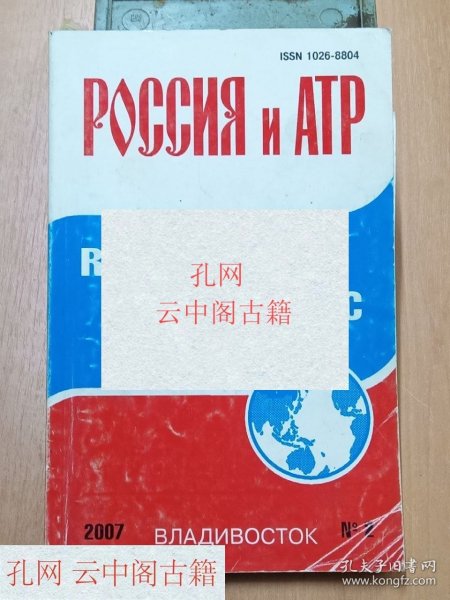 ISSN 1026-8804
РОССИЯ и АТР
R
孔网
云中阁古籍
C
2007 ВЛАДИВОСТОК № 2
孔网 云中阁古籍
孔夫子旧书网
www.kongfz.com